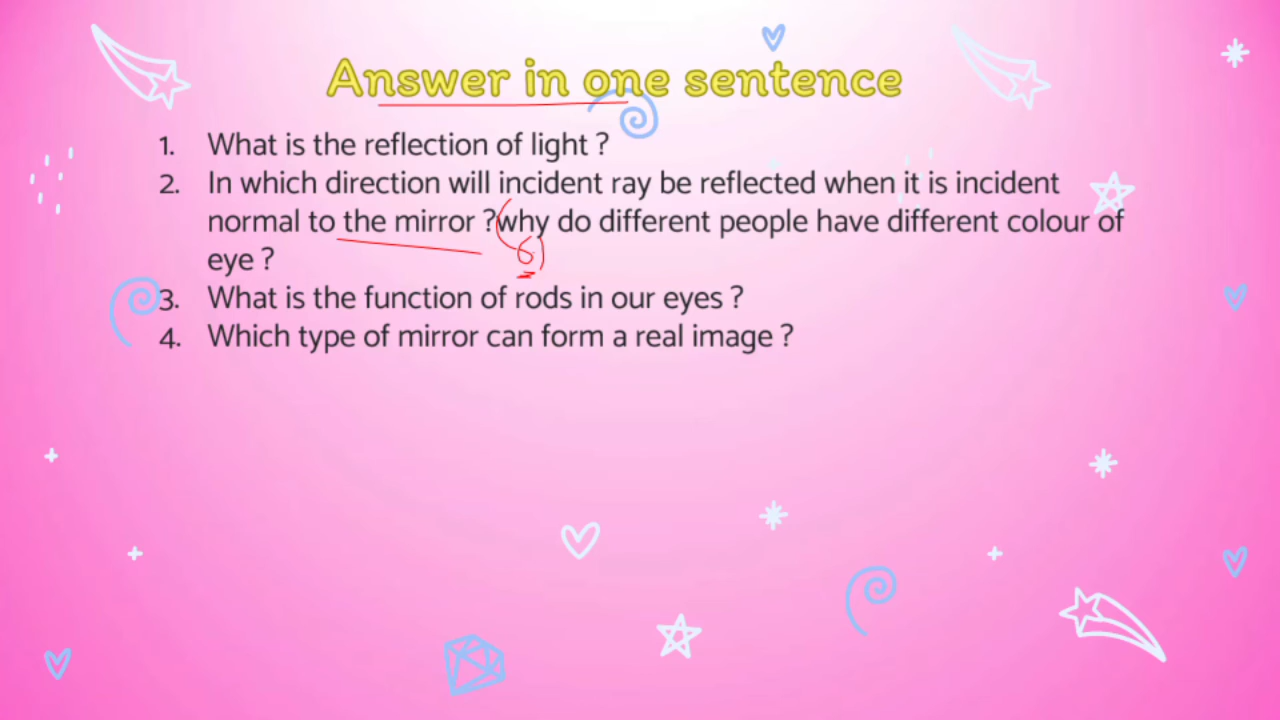 Answer in one sentence
1. What is the reflection of light ?
2. In which direction will incident ray be reflected when it is incident
normal to the mirror ?why do different people have different colour of
eye ?
3. What is the function of rods in our eyes ?
4. Which type of mirror can form a real image ?